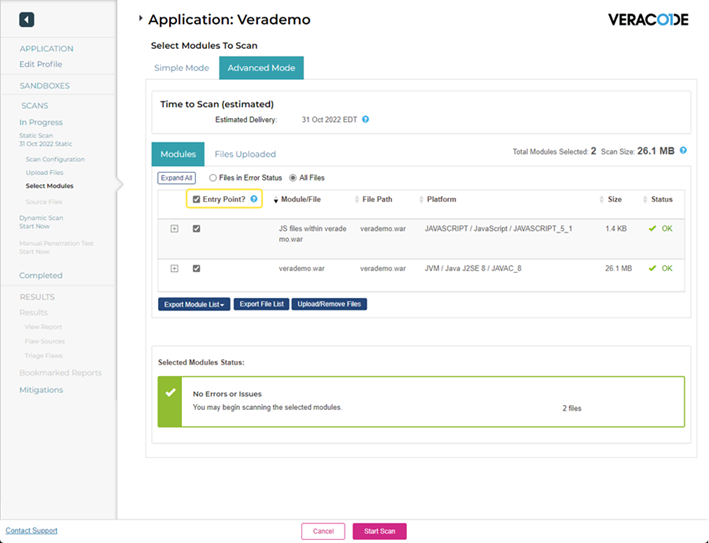 Application: Verademo
VERACODE
APPLICATION
Edit Profile
SANDBOXES
SCANS
In Progress
Static Scan
31 Oct 2022 Static
Scan Configuration
Upload Files
Select Modules
Source Files
Dynamic Scan
Start Now
Manual Penetration Test
Start Now
Completed
RESULTS
Results
View Report
Flaw Sources
Triage Flaws
Bookmarked Reports
Mitigations
Contact Support
Select Modules To Scan
Simple Mode Advanced Mode
Time to Scan (estimated)
Estimated Delivery: 31 Oct 2022 EDT ?
Modules Files Uploaded Total Modules Selected: 2 Scan Size: 26.1 MB ?
Expand All Files in Error Status All Files
Entry Point? ? Module/File File Path Platform Size Status
JS files within verade verademo.war JAVASCRIPT / JavaScript / JAVASCRIPT_5_1 1.4 KB OK
mo.war
verademo.war verademo.war JVM / Java J2SE 8 / JAVAC_8 26.1 MB OK
Export Module List Export File List Upload/Remove Files
Selected Modules Status:
No Errors or Issues
You may begin scanning the selected modules. 2 files
Cancel Start Scan